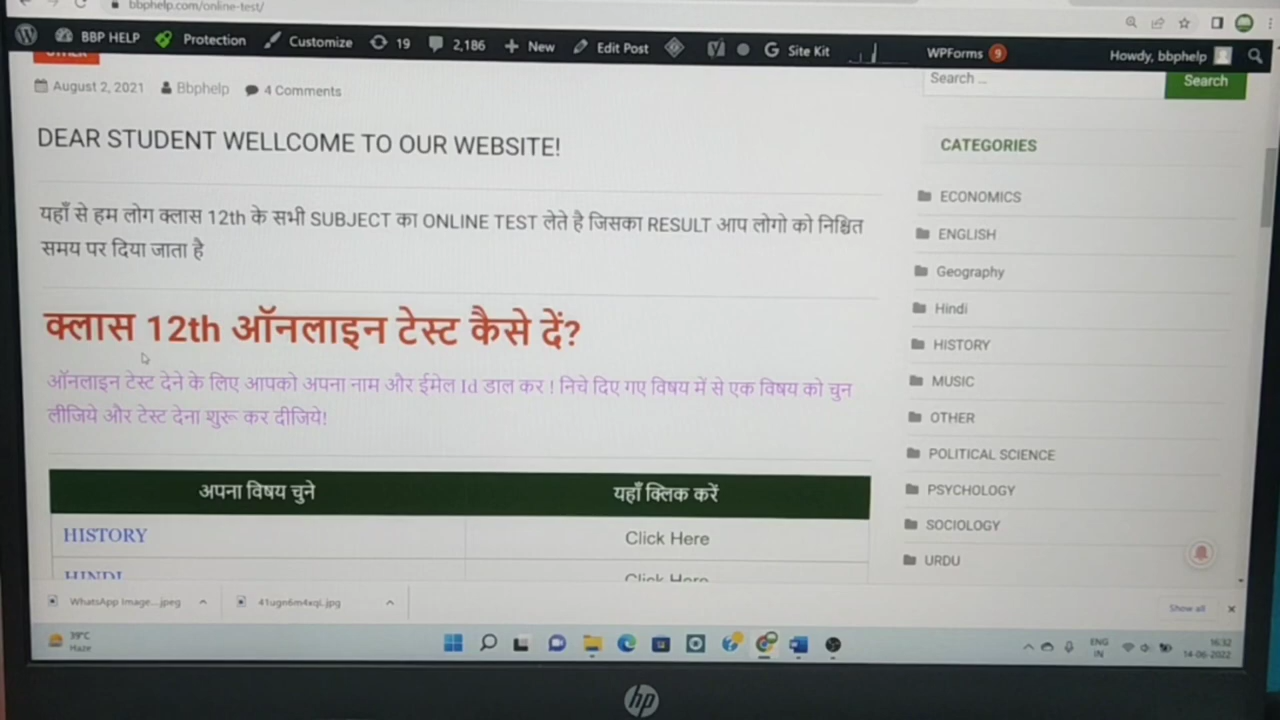 bbphelp.com/online-test/
BBP HELP Protection Customize 19 2,186 + New Edit Post G Site Kit WPForms 9 Howdy, bbphelp
August 2, 2021 Bbphelp 4 Comments
DEAR STUDENT WELLCOME TO OUR WEBSITE!
यहाँ से हम लोग क्लास 12th के सभी SUBJECT का ONLINE TEST लेते है जिसका RESULT आप लोगो को निश्चित
समय पर दिया जाता है
क्लास 12th ऑनलाइन टेस्ट कैसे दें?
ऑनलाइन टेस्ट देने के लिए आपको अपना नाम और ईमेल Id डाल कर ! निचे दिए गए विषय में से एक विषय को चुन
लीजिये और टेस्ट देना शुरू कर दीजिये!
अपना विषय चुने यहाँ क्लिक करें
HISTORY Click Here
HINDI Click Here
Search ... Search
CATEGORIES
ECONOMICS
ENGLISH
Geography
Hindi
HISTORY
MUSIC
OTHER
POLITICAL SCIENCE
PSYCHOLOGY
SOCIOLOGY
URDU
WhatsApp Image...jpeg 41ugn6m4xqL.jpg Show all
39°C
Haze
ENG
IN
16:32
14-06-2022
hp